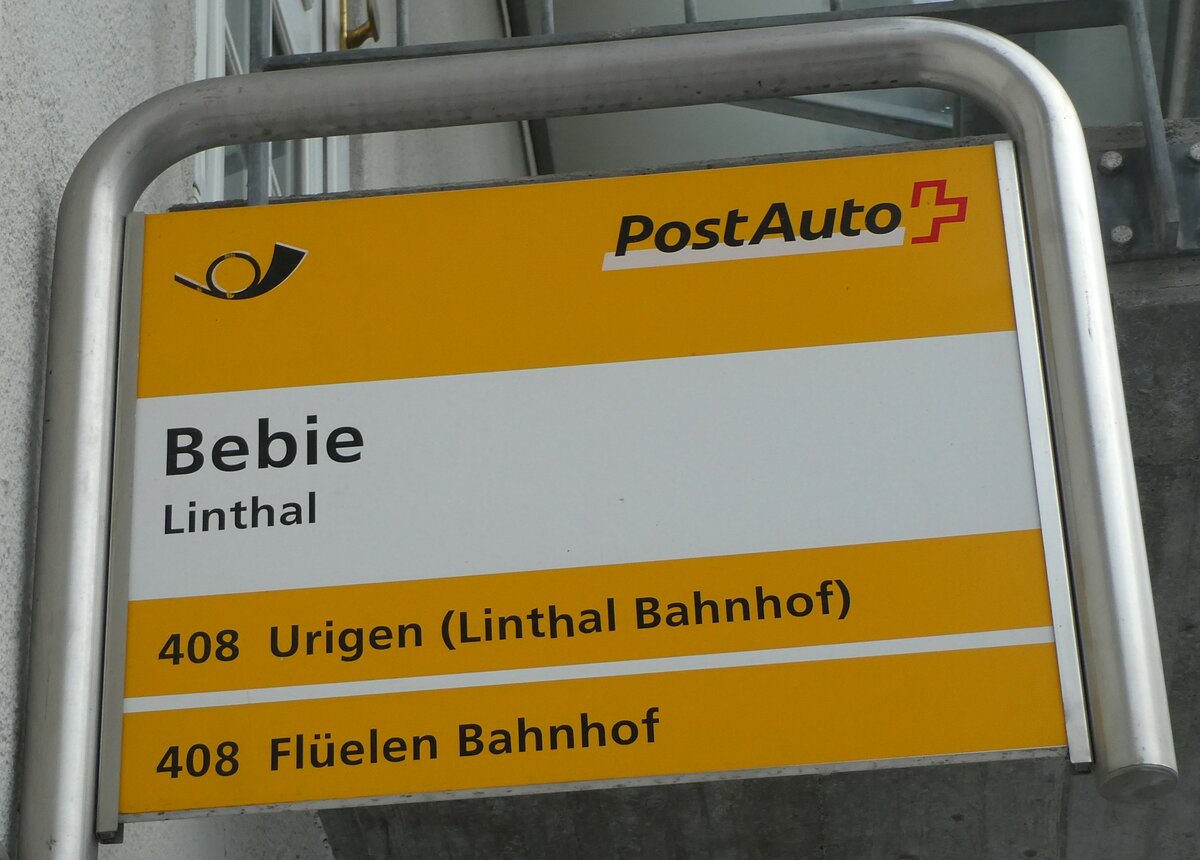 PostAuto
Bebie
Linthal
408 Urigen (Linthal Bahnhof)
408 Flüelen Bahnhof